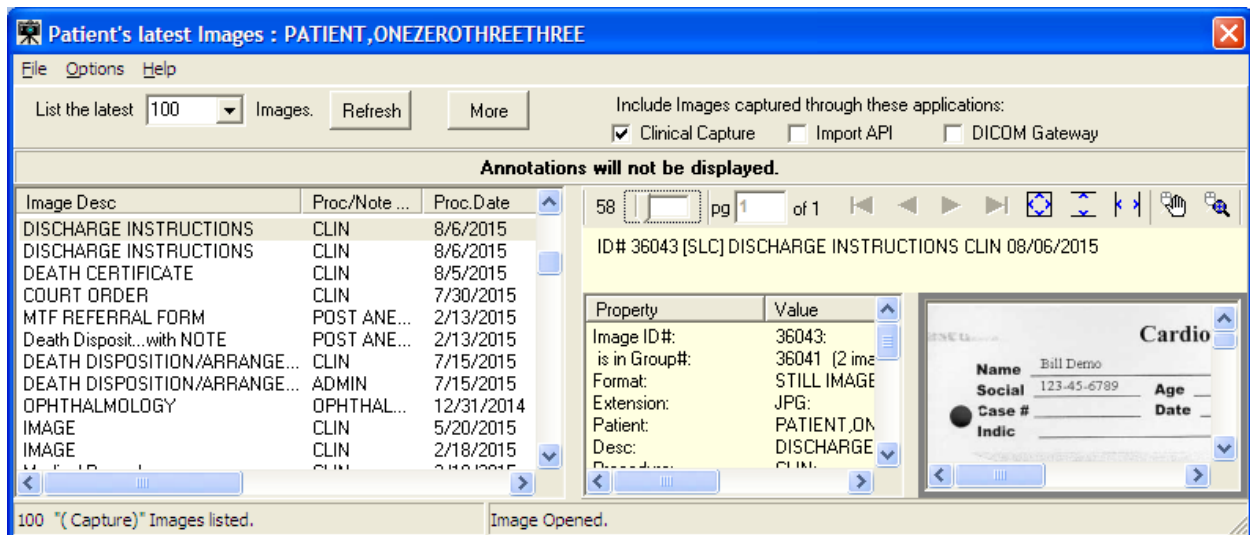 Patient's latest Images : PATIENT,ONEZEROTHREETHREE
File Options Help
List the latest 100 Images. Refresh More
Include Images captured through these applications:
Clinical Capture Import API DICOM Gateway
Annotations will not be displayed.
Image Desc Proc/Note ... Proc.Date
DISCHARGE INSTRUCTIONS CLIN 8/6/2015
DISCHARGE INSTRUCTIONS CLIN 8/6/2015
DEATH CERTIFICATE CLIN 8/5/2015
COURT ORDER CLIN 7/30/2015
MTF REFERRAL FORM POST ANE... 2/13/2015
Death Disposit...with NOTE POST ANE... 2/13/2015
DEATH DISPOSITION/ARRANGE... CLIN 7/15/2015
DEATH DISPOSITION/ARRANGE... ADMIN 7/15/2015
OPHTHALMOLOGY OPHTHAL... 12/31/2014
IMAGE CLIN 5/20/2015
IMAGE CLIN 2/18/2015
58 pg 1 of 1
ID# 36043 [SLC] DISCHARGE INSTRUCTIONS CLIN 08/06/2015
Property Value
Image ID#: 36043:
is in Group#: 36041 (2 ima
Format: STILL IMAGE
Extension: JPG:
Patient: PATIENT,ON
Desc: DISCHARGE
Cardio
Name Bill Demo
Social 123-45-6789 Age
Case # Date
Indic
100 "( Capture)" Images listed.
Image Opened.